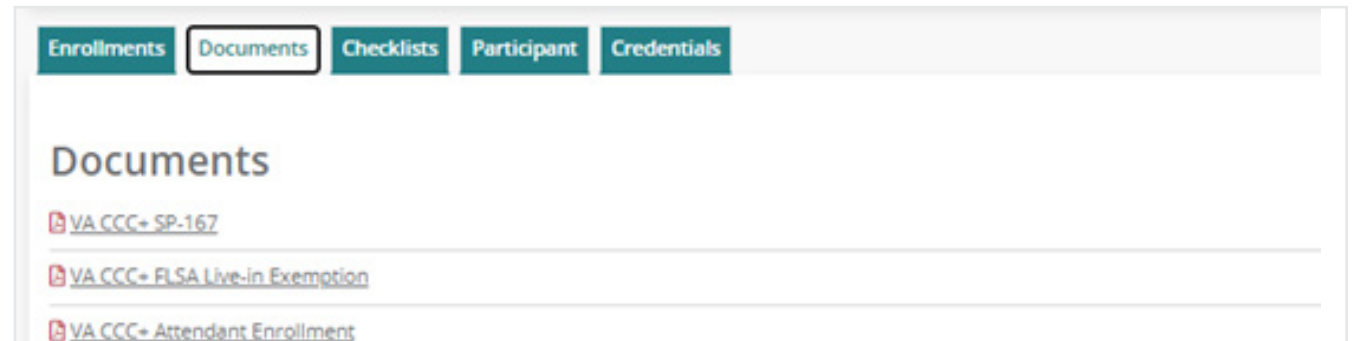 Enrollments Documents Checklists Participant Credentials
Documents
VA CCC+ SP-167
VA CCC+ FLSA Live-in Exemption
VA CCC+ Attendant Enrollment